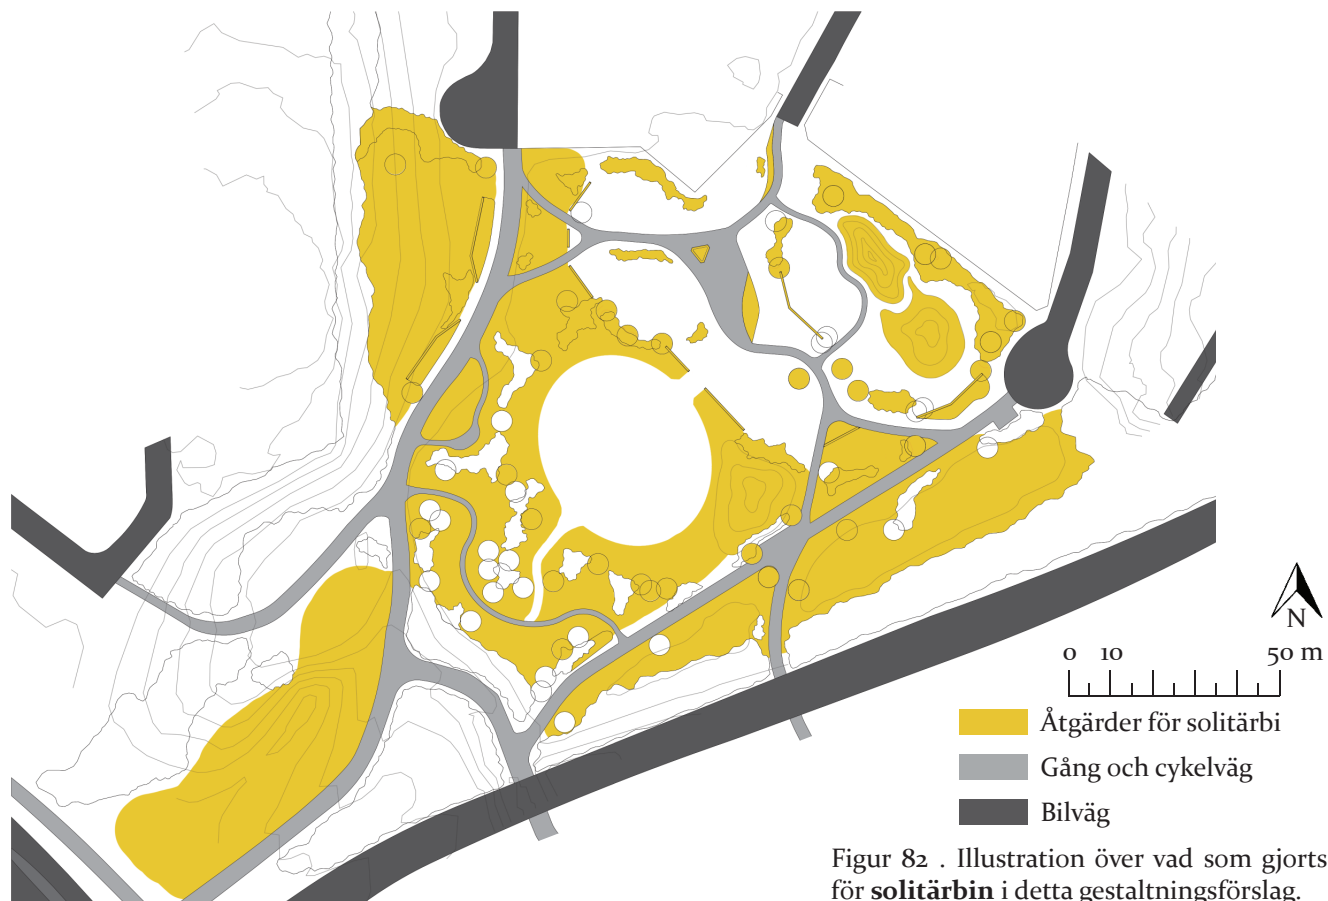 N
0 10 50 m
Åtgärder för solitärbi
Gång och cykelväg
Bilväg
Figur 82 . Illustration över vad som gjorts
för solitärbin i detta gestaltningsförslag.